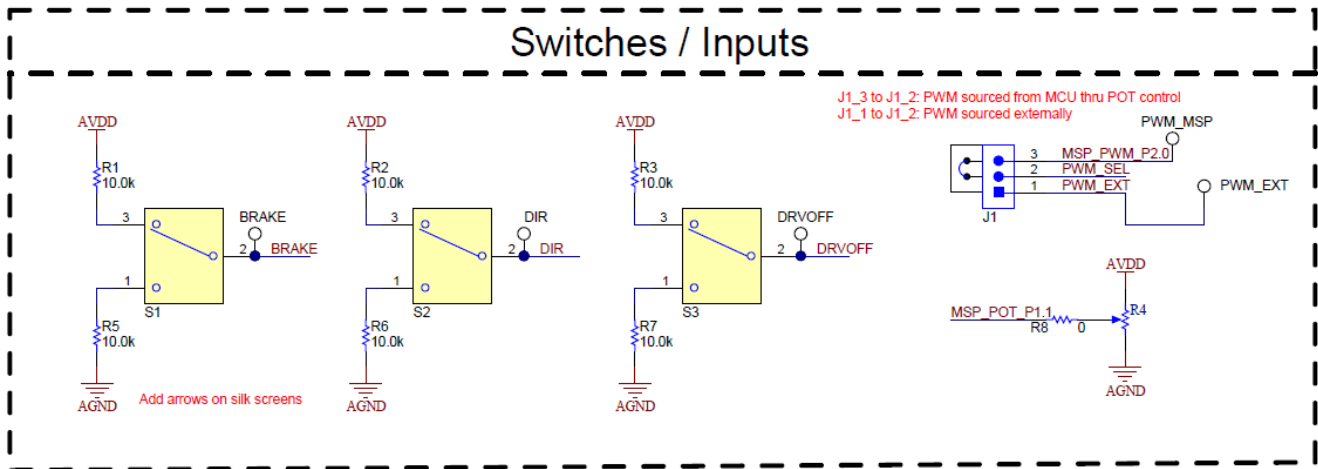 Switches / Inputs
J1_3 to J1_2: PWM sourced from MCU thru POT control
J1_1 to J1_2: PWM sourced externally
AVDD
R1
10.0k
3
BRAKE
2
BRAKE
1
S1
R5
10.0k
AGND
Add arrows on silk screens
AVDD
R2
10.0k
3
DIR
2
DIR
1
S2
R6
10.0k
AGND
AVDD
R3
10.0k
3
DRVOFF
2
DRVOFF
1
S3
R7
10.0k
AGND
PWM_MSP
3 MSP_PWM_P2.0
2 PWM_SEL
1 PWM_EXT
PWM_EXT
J1
AVDD
MSP_POT_P1.1
R8
0
R4
AGND